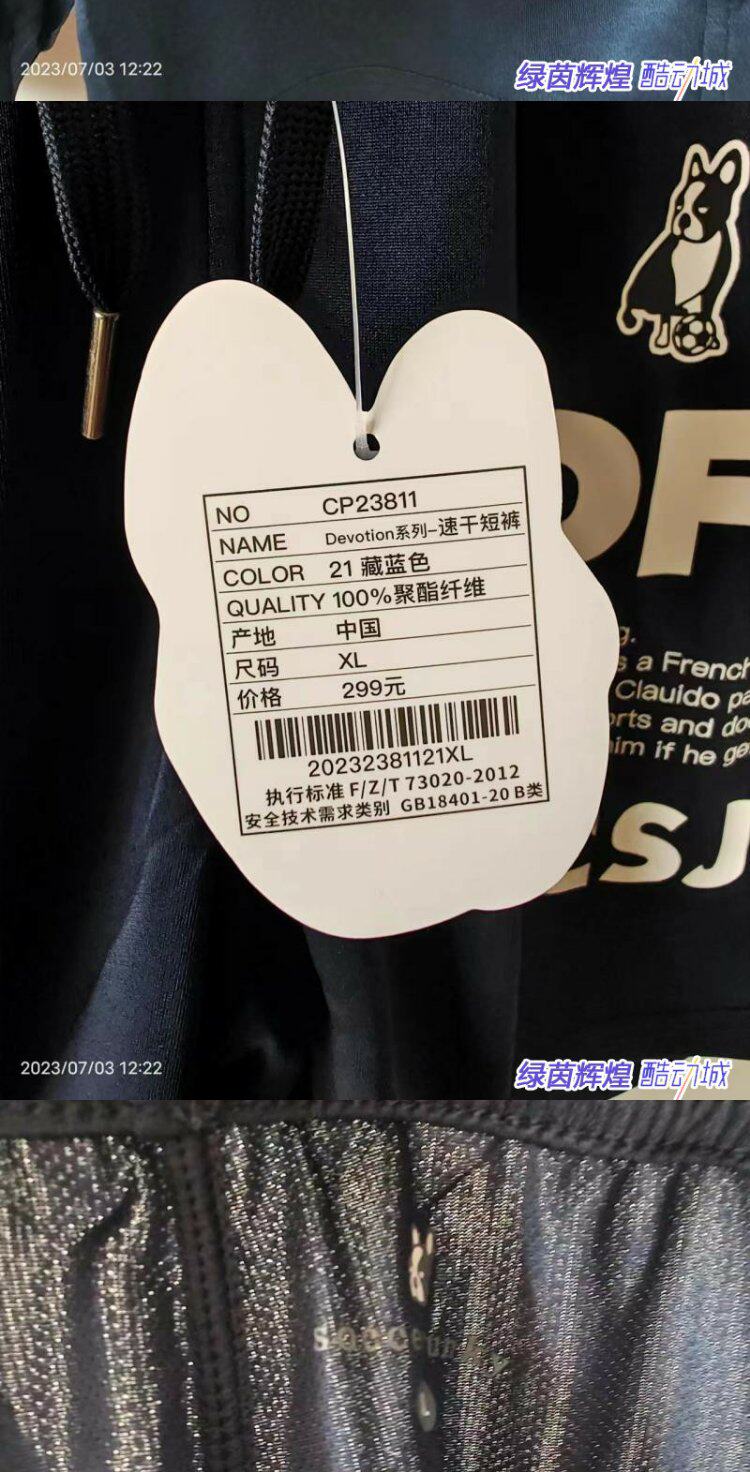 2023/07/03 12:22
绿茵辉煌 酷动城
NO CP23811
NAME Devotion系列-速干短裤
COLOR 21 藏蓝色
QUALITY 100%聚酯纤维
产地 中国
尺码 XL
价格 299元
20232381121XL
执行标准 F/Z/T 73020-2012
安全技术需求类别 GB18401-20 B类
OF
g.
s a French
Clauido pa
orts and do
him if he ge
ESJ
2023/07/03 12:22
绿茵辉煌 酷动城